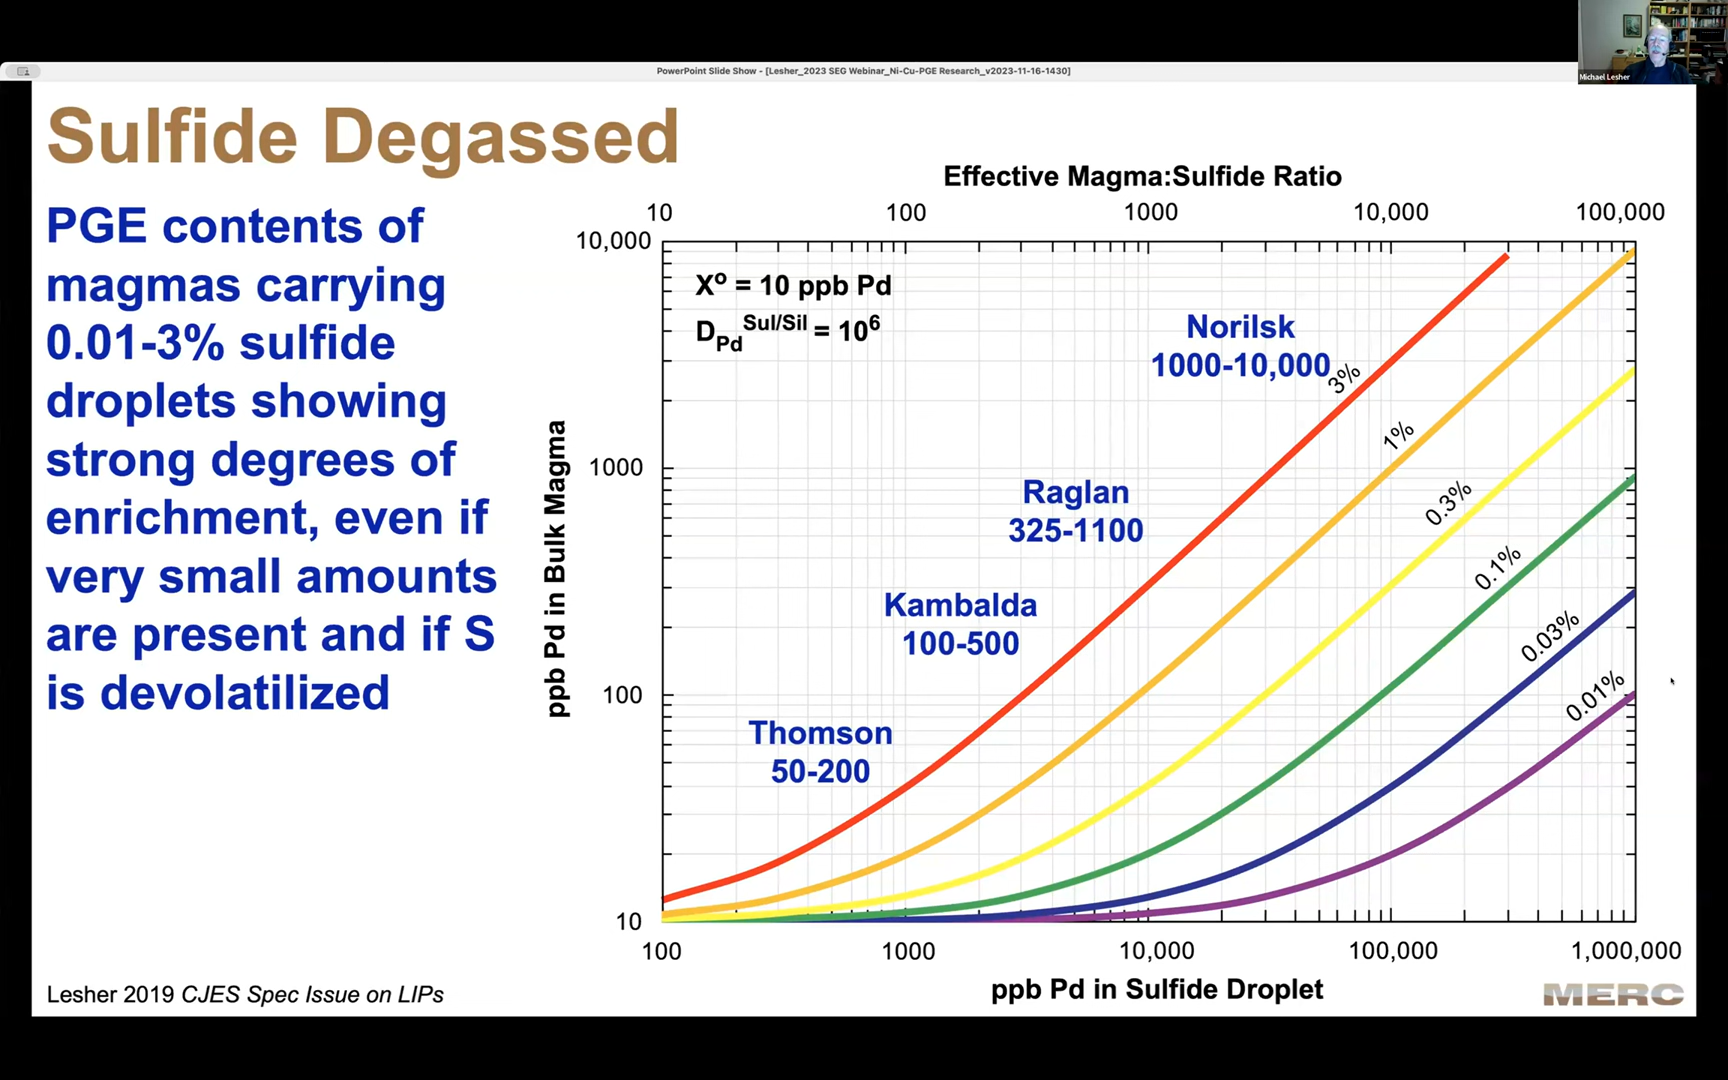 Michael Lesher
PowerPoint Slide Show - [Lesher_2023 SEG Webinar_Ni-Cu-PGE Research_v2023-11-16-1430]
Sulfide Degassed
PGE contents of
magmas carrying
0.01-3% sulfide
droplets showing
strong degrees of
enrichment, even if
very small amounts
are present and if S
is devolatilized
Effective Magma:Sulfide Ratio
10 100 1000 10,000 100,000
10,000
1000
100
10
ppb Pd in Bulk Magma
X° = 10 ppb Pd
D_Pd^Sul/Sil = 10^6
Norilsk
1000-10,000
Raglan
325-1100
Kambalda
100-500
Thomson
50-200
3%
1%
0.3%
0.1%
0.03%
0.01%
100 1000 10,000 100,000 1,000,000
ppb Pd in Sulfide Droplet
Lesher 2019 CJES Spec Issue on LIPs
MERC